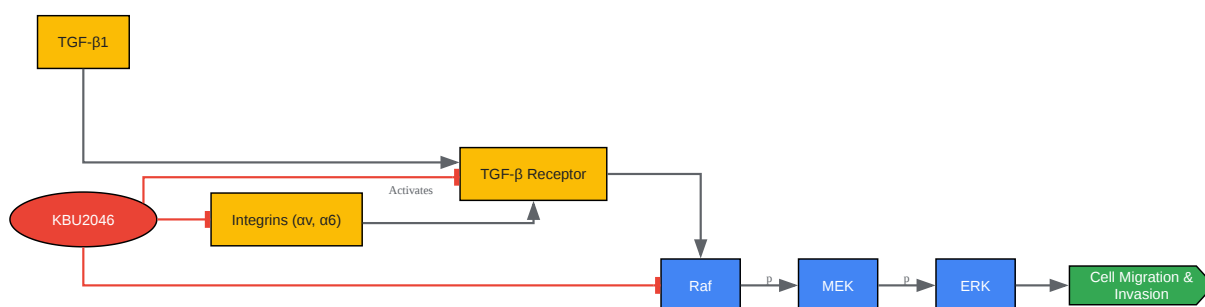 TGF-β1
TGF-β Receptor
Activates
KBU2046
Integrins (αv, α6)
Raf
p
MEK
p
ERK
Cell Migration &
Invasion